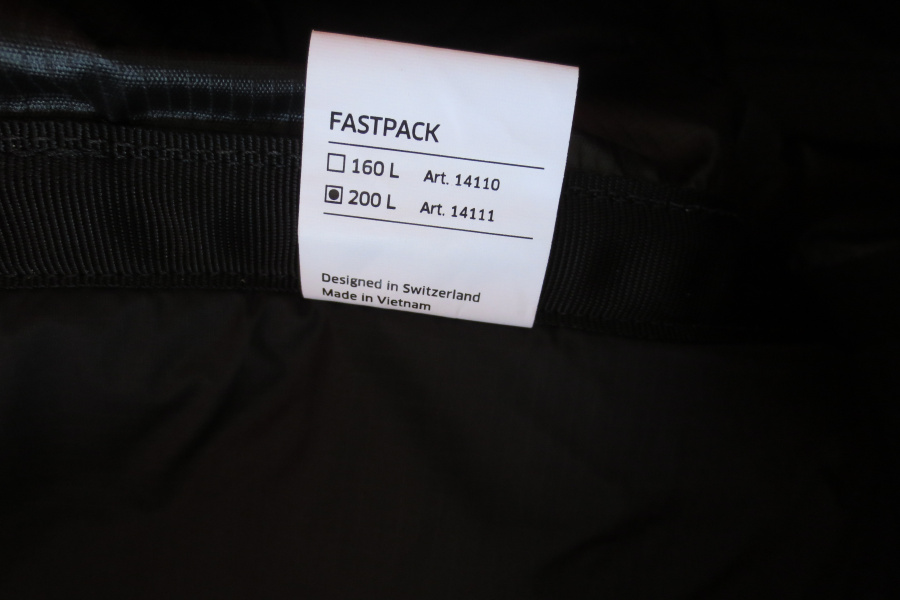 FASTPACK
160 L Art. 14110
200 L Art. 14111
Designed in Switzerland
Made in Vietnam